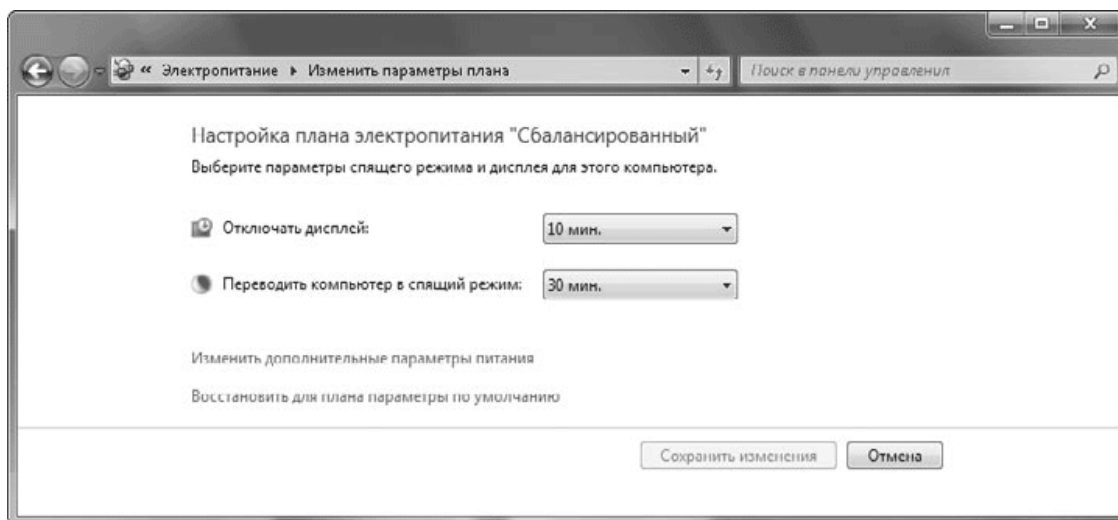 « Электропитание ▸ Изменить параметры плана
Поиск в панели управления
Настройка плана электропитания "Сбалансированный"
Выберите параметры спящего режима и дисплея для этого компьютера.
Отключать дисплей: 10 мин.
Переводить компьютер в спящий режим: 30 мин.
Изменить дополнительные параметры питания
Восстановить для плана параметры по умолчанию
Сохранить изменения Отмена